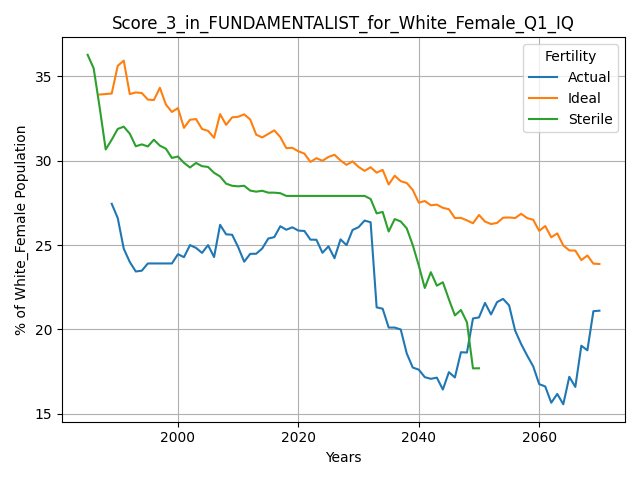 Score_3_in_FUNDAMENTALIST_for_White_Female_Q1_IQ
Fertility
Actual
Ideal
Sterile
% of White_Female Population
35
30
25
20
15
2000
2020
2040
2060
Years